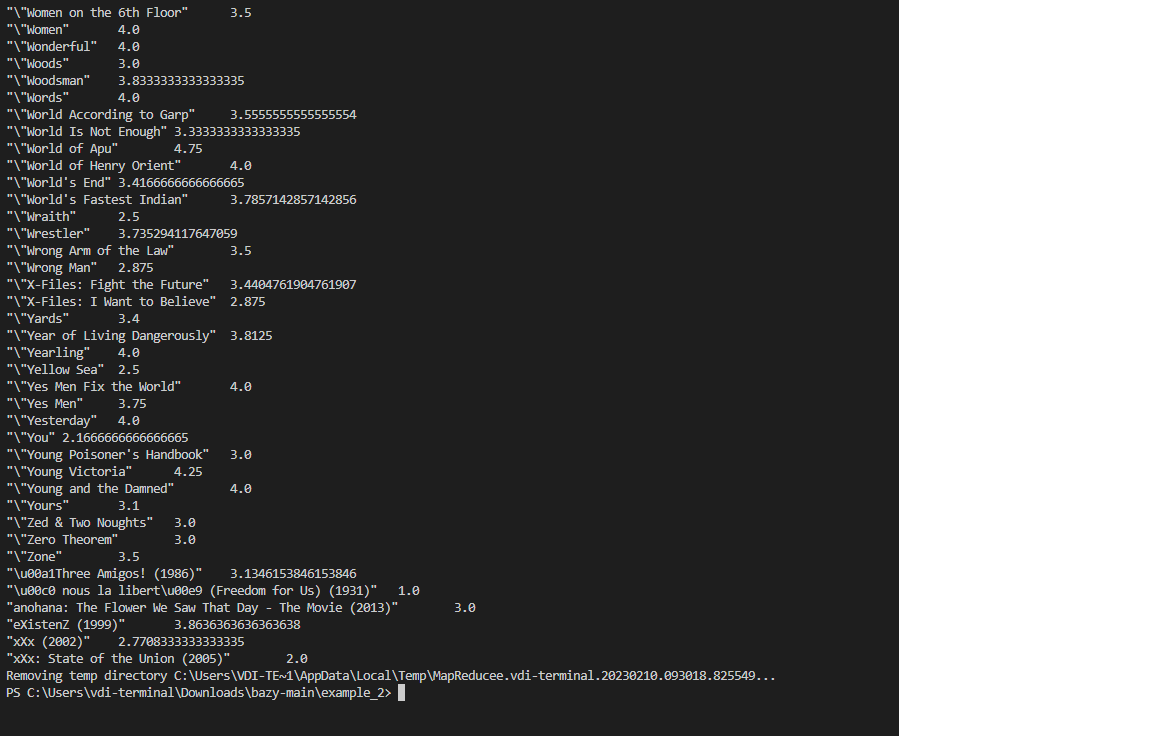 "\"Women on the 6th Floor"	3.5
"\"Women"	4.0
"\"Wonderful"	4.0
"\"Woods"	3.0
"\"Woodsman"	3.8333333333333335
"\"Words"	4.0
"\"World According to Garp"	3.5555555555555554
"\"World Is Not Enough"	3.3333333333333335
"\"World of Apu"	4.75
"\"World of Henry Orient"	4.0
"\"World's End"	3.4166666666666665
"\"World's Fastest Indian"	3.7857142857142856
"\"Wraith"	2.5
"\"Wrestler"	3.735294117647059
"\"Wrong Arm of the Law"	3.5
"\"Wrong Man"	2.875
"\"X-Files: Fight the Future"	3.4404761904761907
"\"X-Files: I Want to Believe"	2.875
"\"Yards"	3.4
"\"Year of Living Dangerously"	3.8125
"\"Yearling"	4.0
"\"Yellow Sea"	2.5
"\"Yes Men Fix the World"	4.0
"\"Yes Men"	3.75
"\"Yesterday"	4.0
"\"You"	2.1666666666666665
"\"Young Poisoner's Handbook"	3.0
"\"Young Victoria"	4.25
"\"Young and the Damned"	4.0
"\"Yours"	3.1
"\"Zed & Two Noughts"	3.0
"\"Zero Theorem"	3.0
"\"Zone"	3.5
"\u00a1Three Amigos! (1986)"	3.1346153846153846
"\u00c0 nous la libert\u00e9 (Freedom for Us) (1931)"	1.0
"anohana: The Flower We Saw That Day - The Movie (2013)"	3.0
"eXistenZ (1999)"	3.8636363636363638
"xXx (2002)"	2.7708333333333335
"xXx: State of the Union (2005)"	2.0
Removing temp directory C:\Users\VDI-TE~1\AppData\Local\Temp\MapReducee.vdi-terminal.20230210.093018.825549...
PS C:\Users\vdi-terminal\Downloads\bazy-main\example_2>